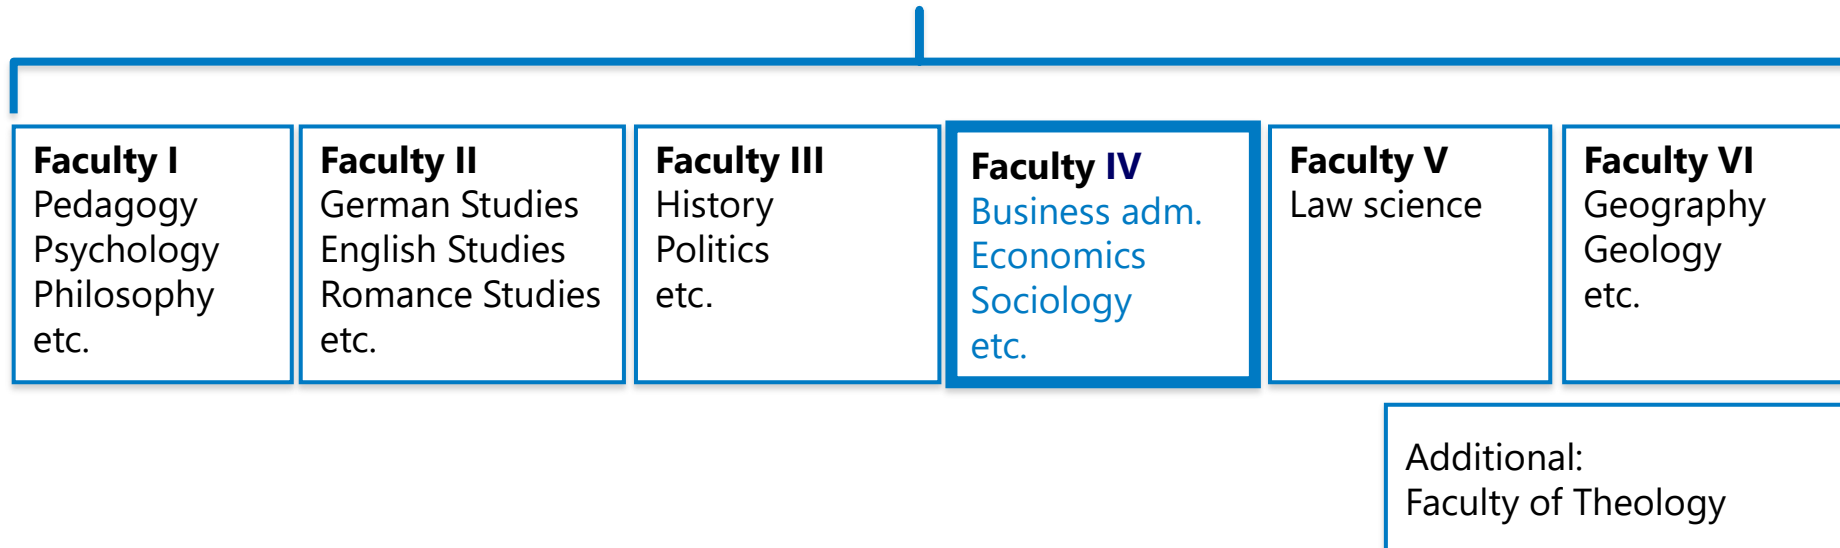 Faculty I
Pedagogy
Psychology
Philosophy
etc.
Faculty II
German Studies
English Studies
Romance Studies
etc.
Faculty III
History
Politics
etc.
Faculty IV
Business adm.
Economics
Sociology
etc.
Faculty V
Law science
Faculty VI
Geography
Geology
etc.
Additional:
Faculty of Theology